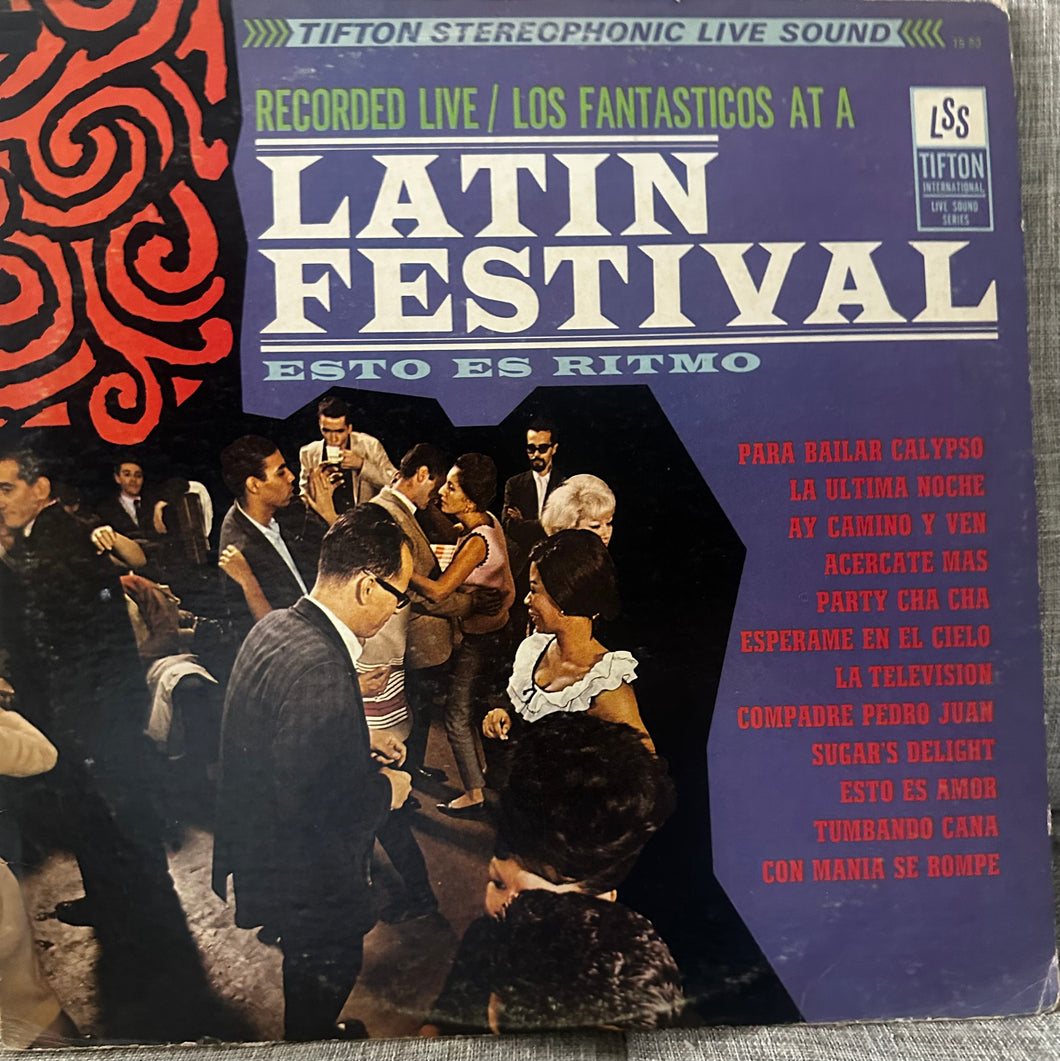 TIFTON STEREOPHONIC LIVE SOUND
RECORDED LIVE / LOS FANTASTICOS AT A
LATIN
FESTIVAL
ESTO ES RITMO
LSS
TIFTON
INTERNATIONAL
LIVE SOUND
SERIES
PARA BAILAR CALYPSO
LA ULTIMA NOCHE
AY CAMINO Y VEN
ACERCATE MAS
PARTY CHA CHA
ESPERAME EN EL CIELO
LA TELEVISION
COMPADRE PEDRO JUAN
SUGAR'S DELIGHT
ESTO ES AMOR
TUMBANDO CANA
CON MANIA SE ROMPE